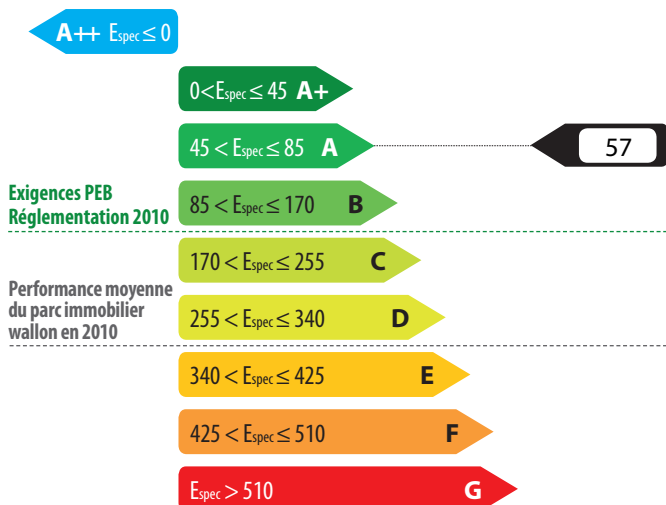 A++ Espec ≤ 0
0<Espec ≤ 45 A+
45 < Espec ≤ 85 A
57
Exigences PEB
Réglementation 2010
85 < Espec ≤ 170 B
170 < Espec ≤ 255 C
Performance moyenne
du parc immobilier
wallon en 2010
255 < Espec ≤ 340 D
340 < Espec ≤ 425 E
425 < Espec ≤ 510 F
Espec > 510 G